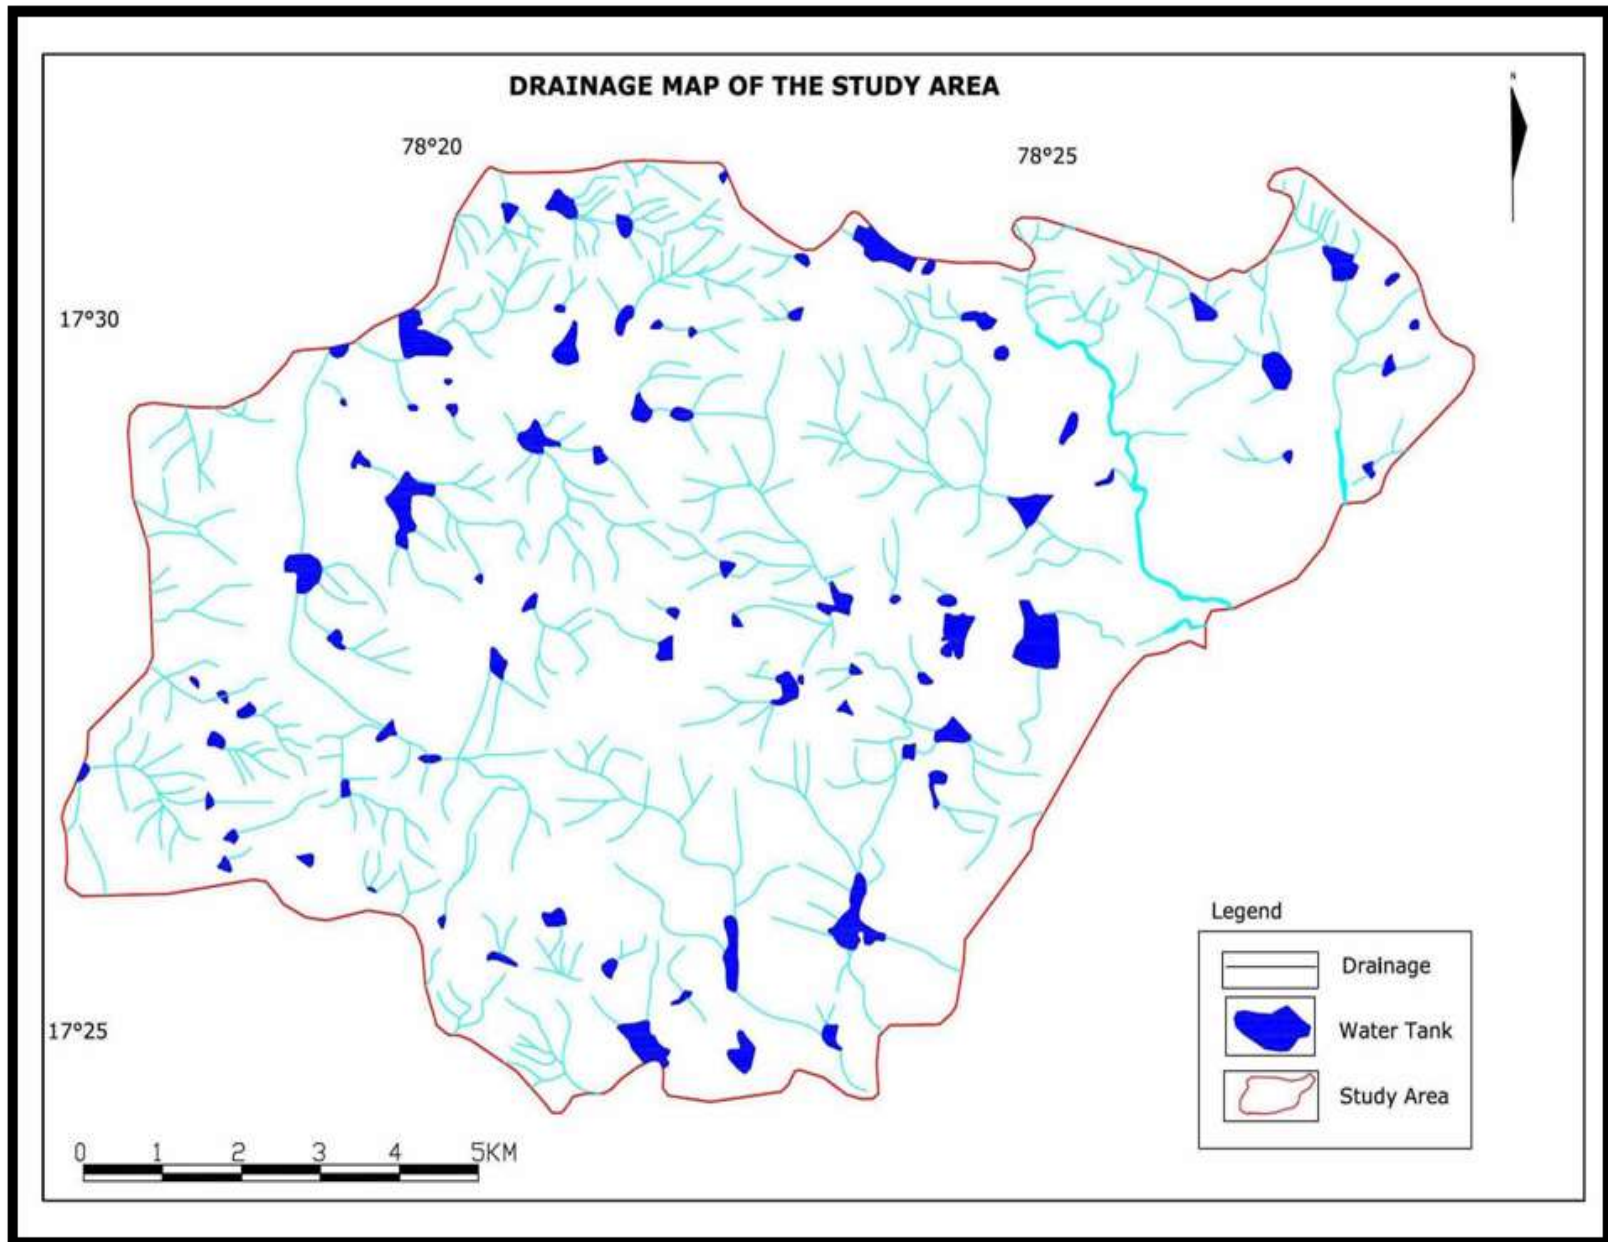 DRAINAGE MAP OF THE STUDY AREA
N
78°20
78°25
17°30
17°25
Legend
Drainage
Water Tank
Study Area
0 1 2 3 4 5KM